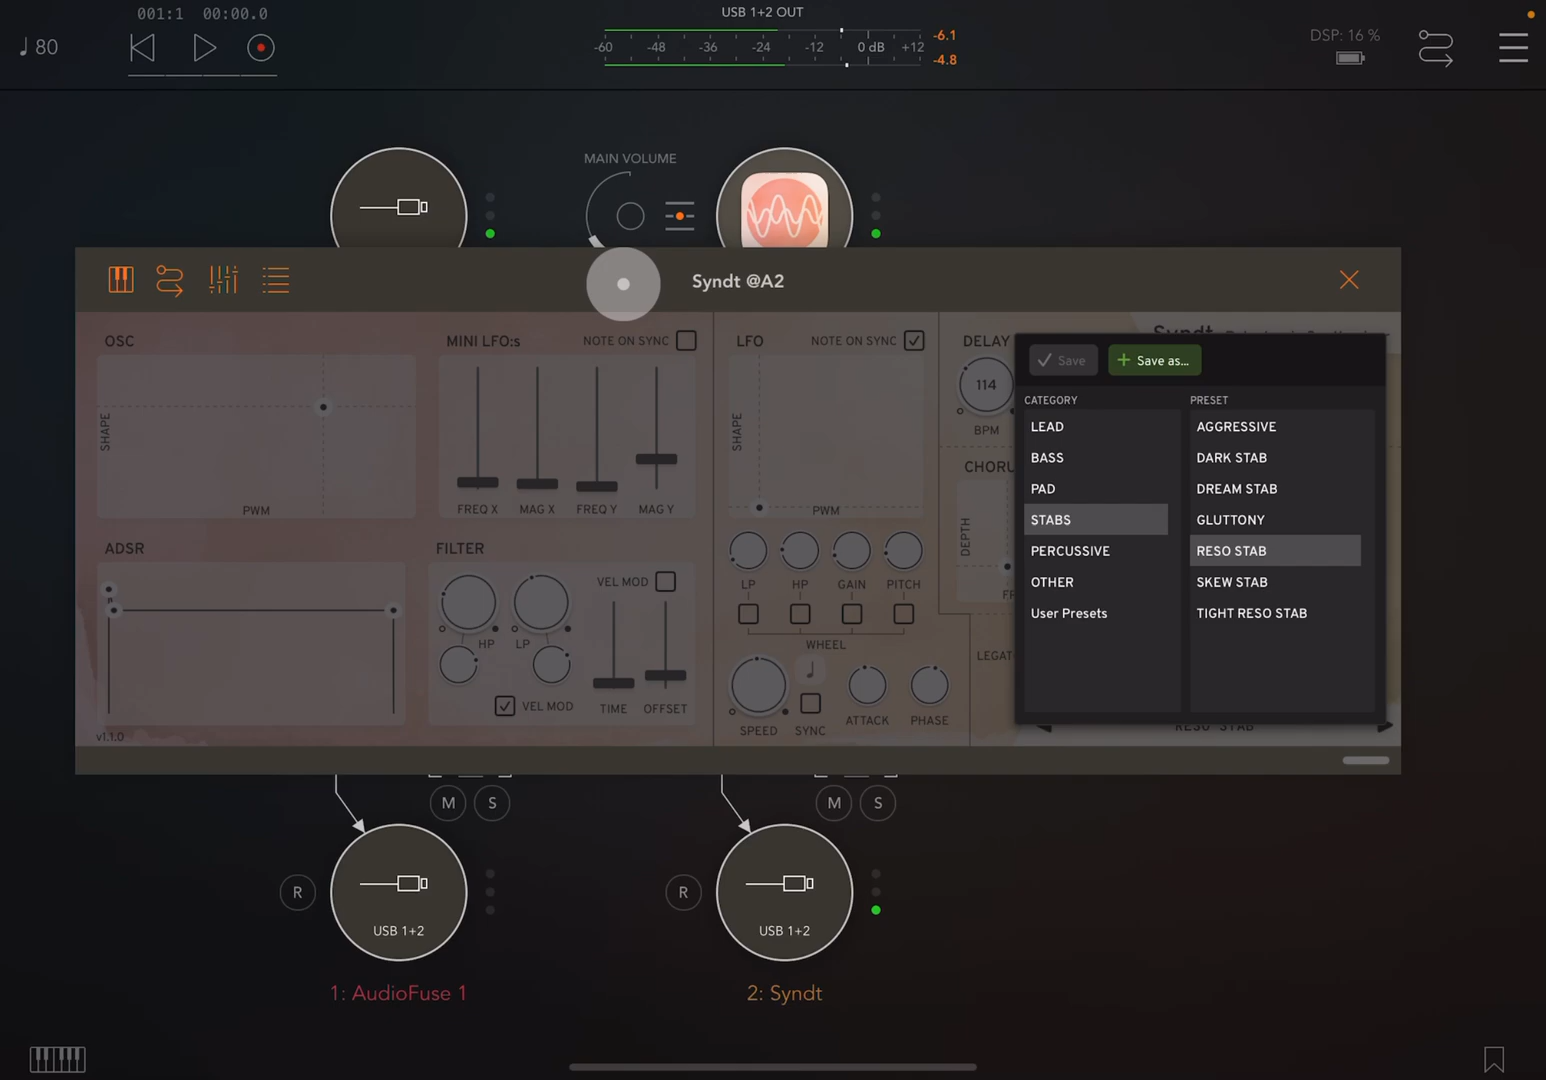 001:1 00:00.0
USB 1+2 OUT
80
-60 -48 -36 -24 -12 0 dB +12
-6.1
-4.8
DSP: 16 %
MAIN VOLUME
Syndt @A2
OSC
SHAPE
PWM
MINI LFO:s
NOTE ON SYNC
FREQ X MAG X FREQ Y MAG Y
LFO
NOTE ON SYNC
SHAPE
PWM
DELAY
114
BPM
CHORU
DEPTH
Syndt
Save
Save as...
CATEGORY
LEAD
BASS
PAD
STABS
PERCUSSIVE
OTHER
User Presets
PRESET
AGGRESSIVE
DARK STAB
DREAM STAB
GLUTTONY
RESO STAB
SKEW STAB
TIGHT RESO STAB
ADSR
FILTER
VEL MOD
HP LP
VEL MOD
TIME OFFSET
LP HP GAIN PITCH
WHEEL
SPEED SYNC ATTACK PHASE
LEGAT
RESO STAB
v1.1.0
M S
M S
R
USB 1+2
R
USB 1+2
1: AudioFuse 1
2: Syndt